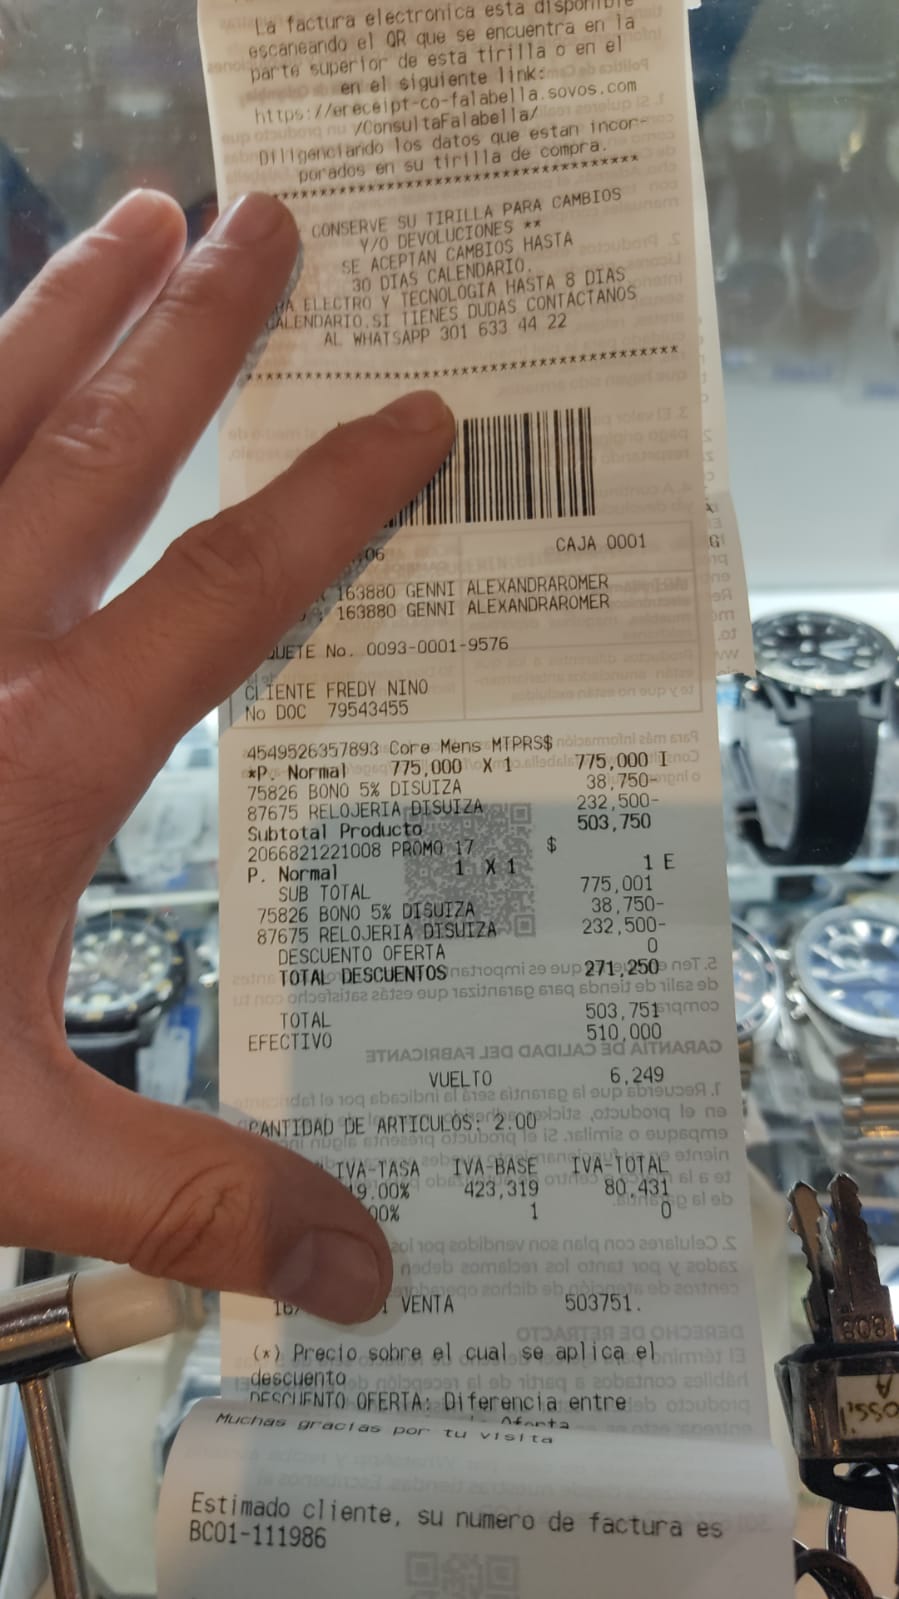 La factura electronica esta disponible
escaneando el QR que se encuentra en la
parte superior de esta tirilla o en el
en el siguiente link:
https://ereceipt-co-falabella.sovos.com
/ConsultaFalabella/
Diligenciando los datos que estan incor-
porados en su tirilla de compra.
****************************************
CONSERVE SU TIRILLA PARA CAMBIOS
Y/O DEVOLUCIONES **
SE ACEPTAN CAMBIOS HASTA
30 DIAS CALENDARIO.
RA ELECTRO Y TECNOLOGIA HASTA 8 DIAS
CALENDARIO.SI TIENES DUDAS CONTACTANOS
AL WHATSAPP 301 633 44 22
****************************************
06 CAJA 0001
163880 GENNI ALEXANDRAROMER
163880 GENNI ALEXANDRAROMER
QUETE No. 0093-0001-9576
CLIENTE FREDY NINO
No DOC 79543455
4549526357893 Core Mens MTPRS$
*P. Normal 775,000 X 1 775,000 I
75826 BONO 5% DISUIZA 38,750-
87675 RELOJERIA DISUIZA 232,500-
Subtotal Producto 503,750
2066821221008 PROMO 17 $
P. Normal 1 X 1 1 E
SUB TOTAL 775,001
75826 BONO 5% DISUIZA 38,750-
87675 RELOJERIA DISUIZA 232,500-
DESCUENTO OFERTA 0
TOTAL DESCUENTOS 271,250
TOTAL 503,751
EFECTIVO 510,000
VUELTO 6,249
CANTIDAD DE ARTICULOS: 2.00
IVA-TASA IVA-BASE IVA-TOTAL
19.00% 423,319 80,431
00% 1 0
VENTA 503751.
(*) Precio sobre el cual se aplica el
descuento
DESCUENTO OFERTA: Diferencia entre
Oferta
Muchas gracias por tu visita
Estimado cliente, su numero de factura es
BC01-111986
808